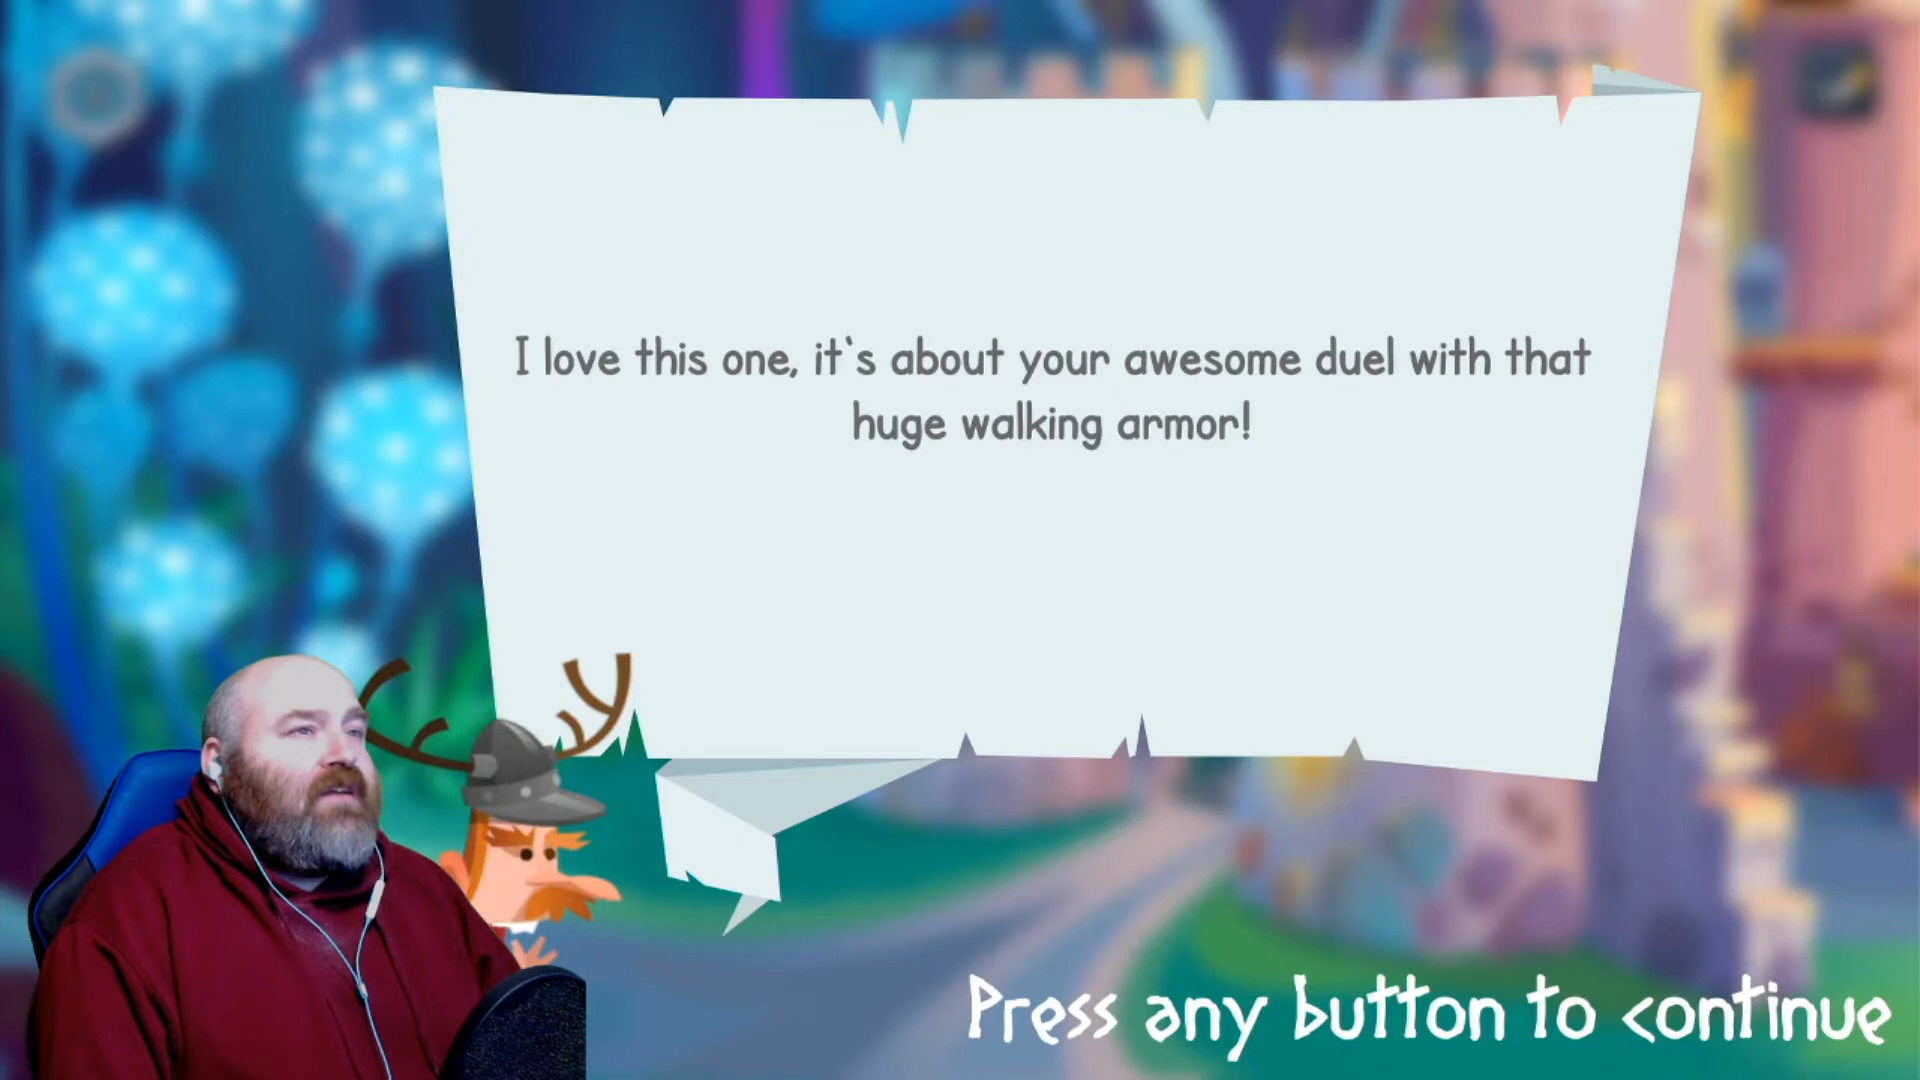 I love this one, it's about your awesome duel with that
huge walking armor!
Press any button to continue